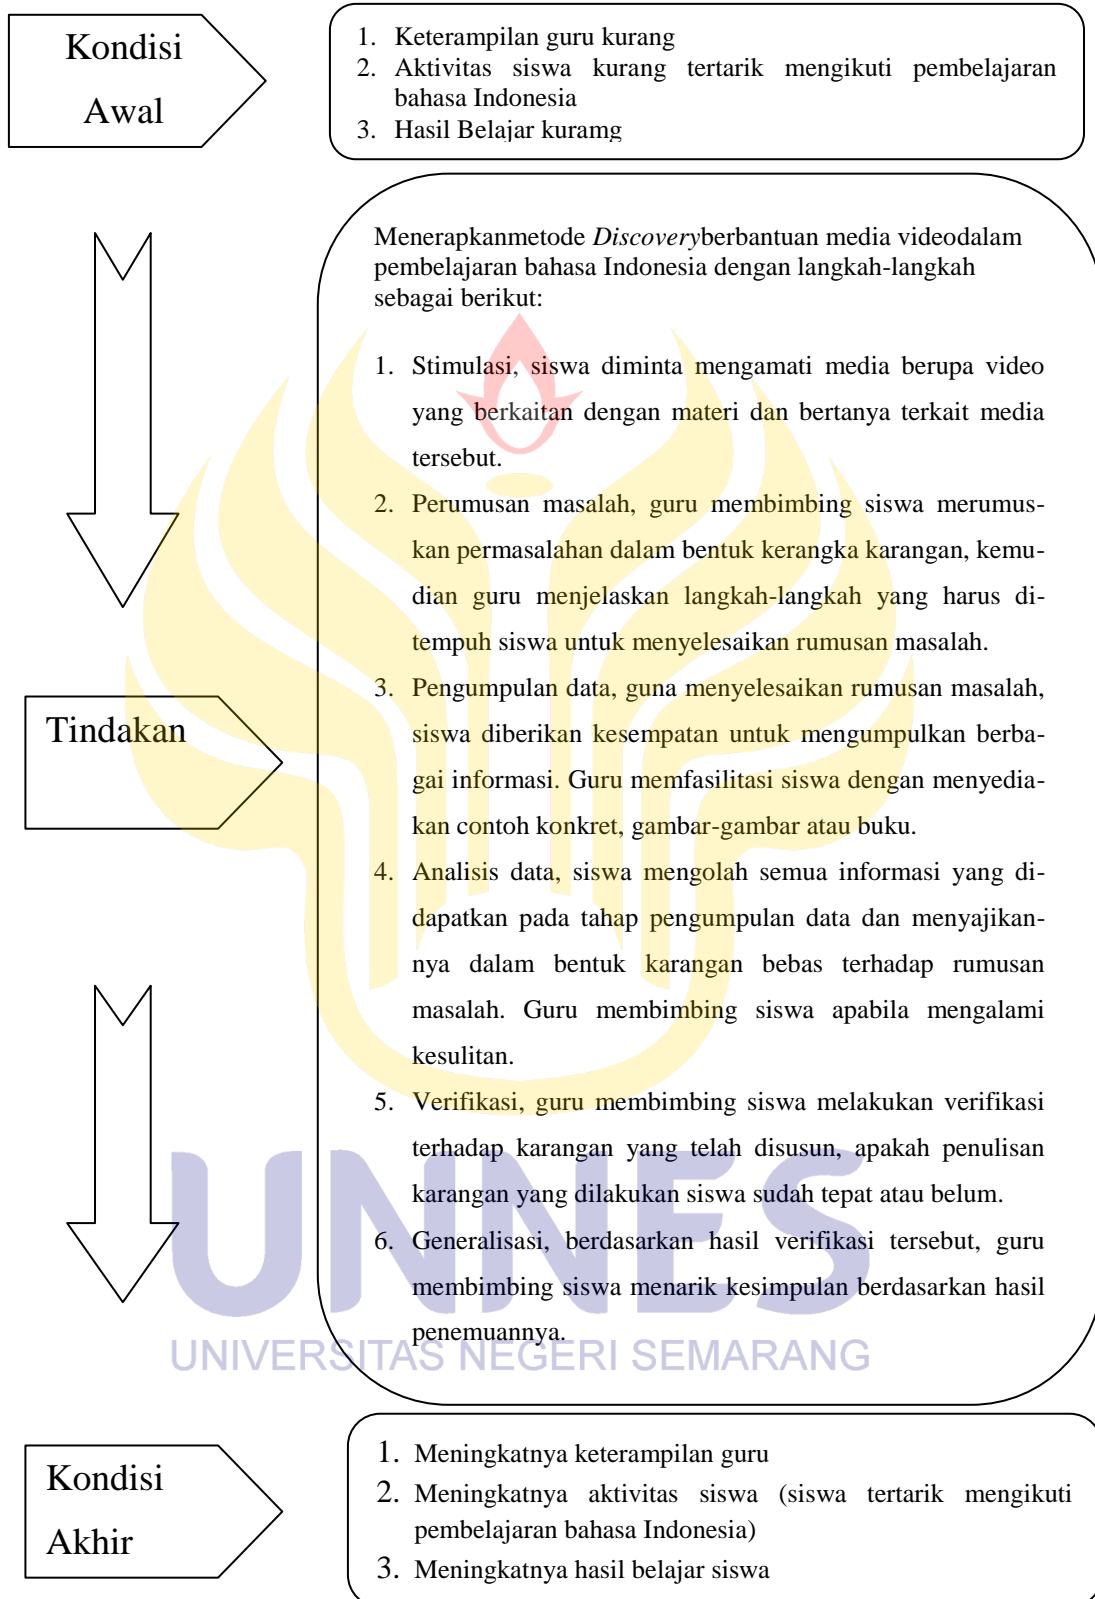 Kondisi
Awal
1. Keterampilan guru kurang
2. Aktivitas siswa kurang tertarik mengikuti pembelajaran
bahasa Indonesia
3. Hasil Belajar kuramg
Menerapkanmetode Discoveryberbantuan media videodalam
pembelajaran bahasa Indonesia dengan langkah-langkah
sebagai berikut:
1. Stimulasi, siswa diminta mengamati media berupa video
yang berkaitan dengan materi dan bertanya terkait media
tersebut.
2. Perumusan masalah, guru membimbing siswa merumus-
kan permasalahan dalam bentuk kerangka karangan, kemu-
dian guru menjelaskan langkah-langkah yang harus di-
tempuh siswa untuk menyelesaikan rumusan masalah.
Tindakan
3. Pengumpulan data, guna menyelesaikan rumusan masalah,
siswa diberikan kesempatan untuk mengumpulkan berba-
gai informasi. Guru memfasilitasi siswa dengan menyedia-
kan contoh konkret, gambar-gambar atau buku.
4. Analisis data, siswa mengolah semua informasi yang di-
dapatkan pada tahap pengumpulan data dan menyajikan-
nya dalam bentuk karangan bebas terhadap rumusan
masalah. Guru membimbing siswa apabila mengalami
kesulitan.
5. Verifikasi, guru membimbing siswa melakukan verifikasi
terhadap karangan yang telah disusun, apakah penulisan
karangan yang dilakukan siswa sudah tepat atau belum.
6. Generalisasi, berdasarkan hasil verifikasi tersebut, guru
membimbing siswa menarik kesimpulan berdasarkan hasil
penemuannya.
UNNES
UNIVERSITAS NEGERI SEMARANG
Kondisi
Akhir
1. Meningkatnya keterampilan guru
2. Meningkatnya aktivitas siswa (siswa tertarik mengikuti
pembelajaran bahasa Indonesia)
3. Meningkatnya hasil belajar siswa